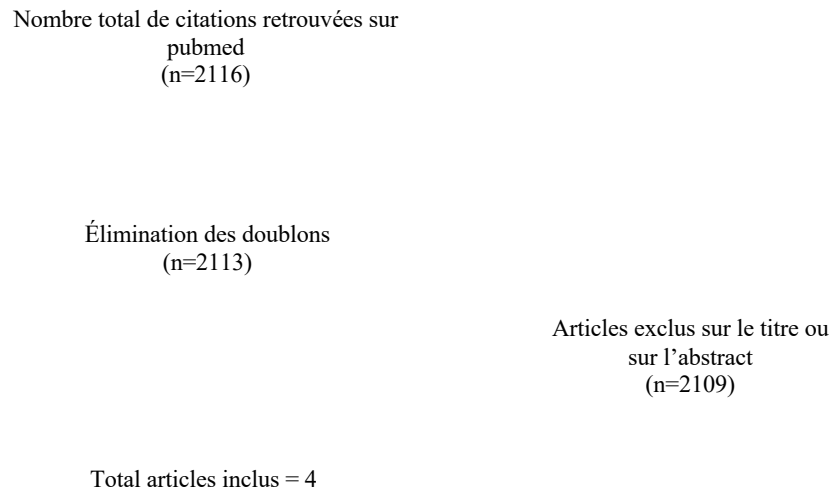 Nombre total de citations retrouvées sur
pubmed
(n=2116)
Élimination des doublons
(n=2113)
Articles exclus sur le titre ou
sur l’abstract
(n=2109)
Total articles inclus = 4